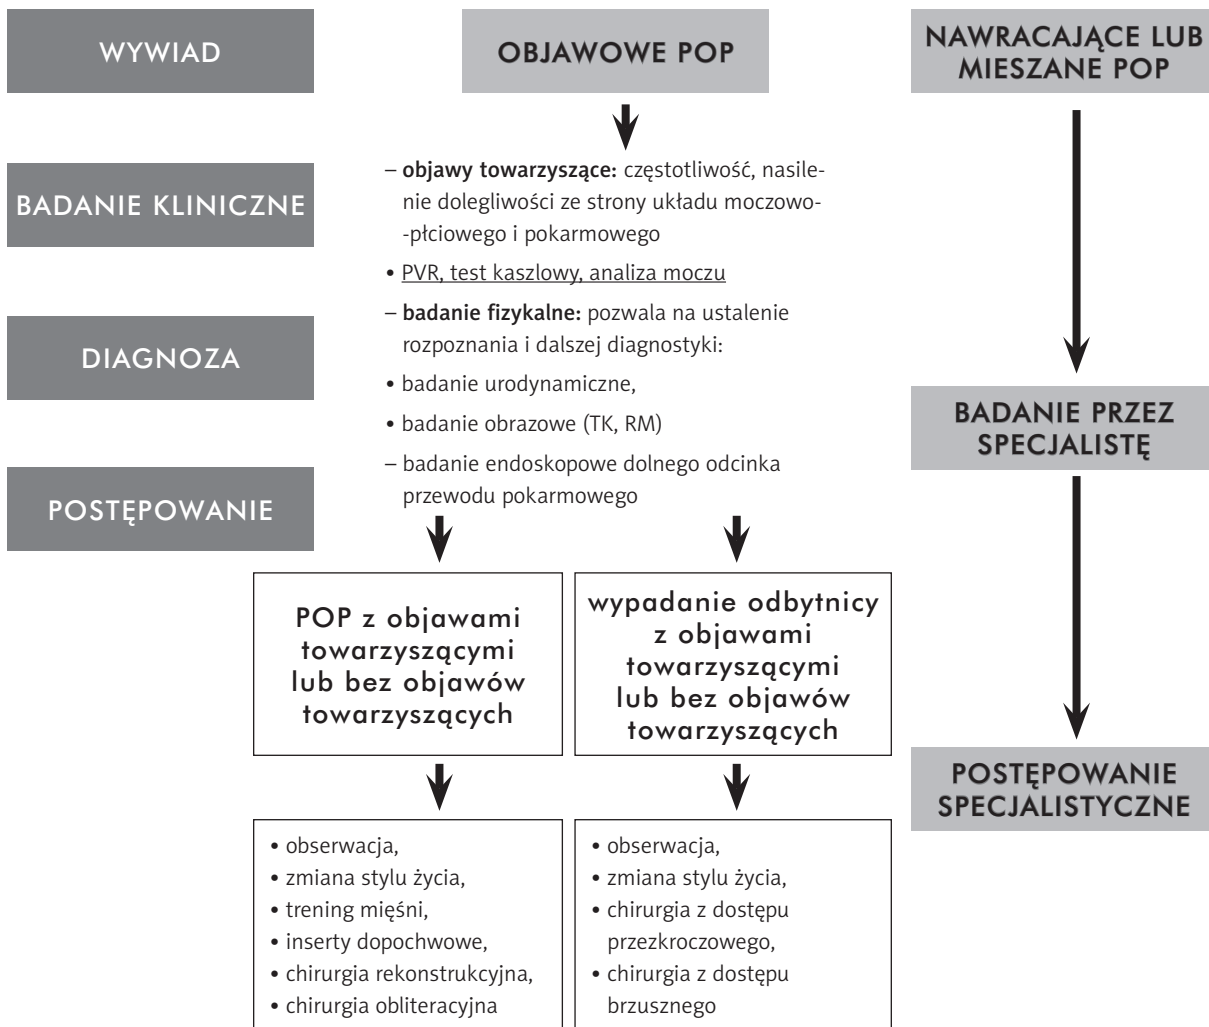 WYWIAD
OBJAWOWE POP
NAWRACAJĄCE LUB
MIESZANE POP
BADANIE KLINICZNE
DIAGNOZA
POSTĘPOWANIE
– objawy towarzyszące: częstotliwość, nasile-
nie dolegliwości ze strony układu moczowo-
-płciowego i pokarmowego
• PVR, test kaszlowy, analiza moczu
– badanie fizykalne: pozwala na ustalenie
rozpoznania i dalszej diagnostyki:
• badanie urodynamiczne,
• badanie obrazowe (TK, RM)
– badanie endoskopowe dolnego odcinka
przewodu pokarmowego
BADANIE PRZEZ
SPECJALISTĘ
POP z objawami
towarzyszącymi
lub bez objawów
towarzyszących
wypadanie odbytnicy
z objawami
towarzyszącymi
lub bez objawów
towarzyszących
POSTĘPOWANIE
SPECJALISTYCZNE
• obserwacja,
• zmiana stylu życia,
• trening mięśni,
• inserty dopochwowe,
• chirurgia rekonstrukcyjna,
• chirurgia obliteracyjna
• obserwacja,
• zmiana stylu życia,
• chirurgia z dostępu
przezkroczowego,
• chirurgia z dostępu
brzusznego